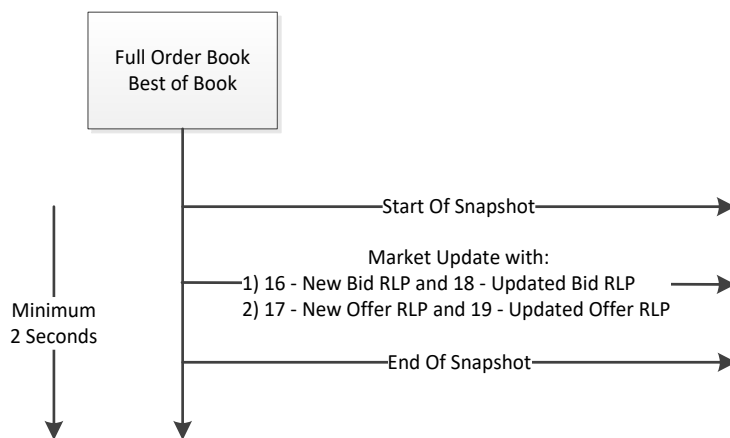 Full Order Book
Best of Book
Start Of Snapshot
Market Update with:
1) 16 - New Bid RLP and 18 - Updated Bid RLP
2) 17 - New Offer RLP and 19 - Updated Offer RLP
Minimum
2 Seconds
End Of Snapshot